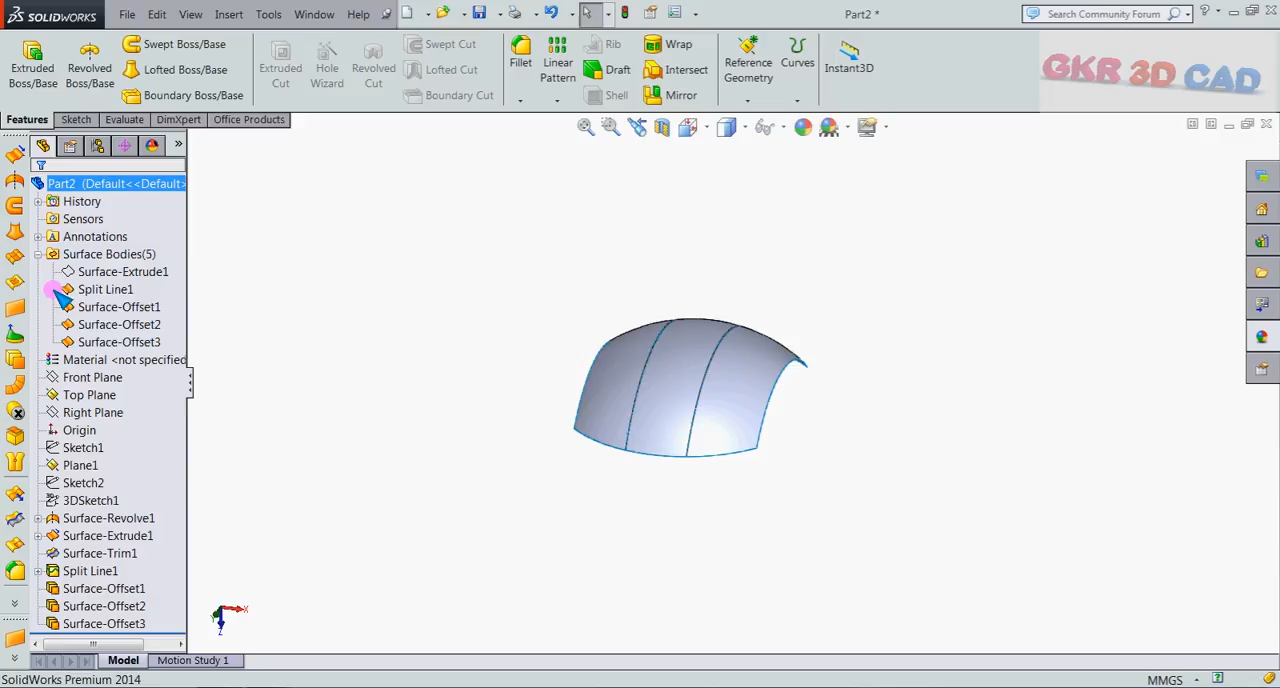 SOLIDWORKS File Edit View Insert Tools Window Help Part2 * Search Community Forum
Extruded Boss/Base
Revolved Boss/Base
Swept Boss/Base
Lofted Boss/Base
Boundary Boss/Base
Extruded Cut
Hole Wizard
Revolved Cut
Swept Cut
Lofted Cut
Boundary Cut
Fillet
Linear Pattern
Rib
Draft
Shell
Wrap
Intersect
Mirror
Reference Geometry
Curves
Instant3D
GKR 3D CAD
Features Sketch Evaluate DimXpert Office Products
Part2 (Default<<Default>
History
Sensors
Annotations
Surface Bodies(5)
Surface-Extrude1
Split Line1
Surface-Offset1
Surface-Offset2
Surface-Offset3
Material <not specified
Front Plane
Top Plane
Right Plane
Origin
Sketch1
Plane1
Sketch2
3DSketch1
Surface-Revolve1
Surface-Extrude1
Surface-Trim1
Split Line1
Surface-Offset1
Surface-Offset2
Surface-Offset3
X
Z
Model Motion Study 1
SolidWorks Premium 2014 MMGS